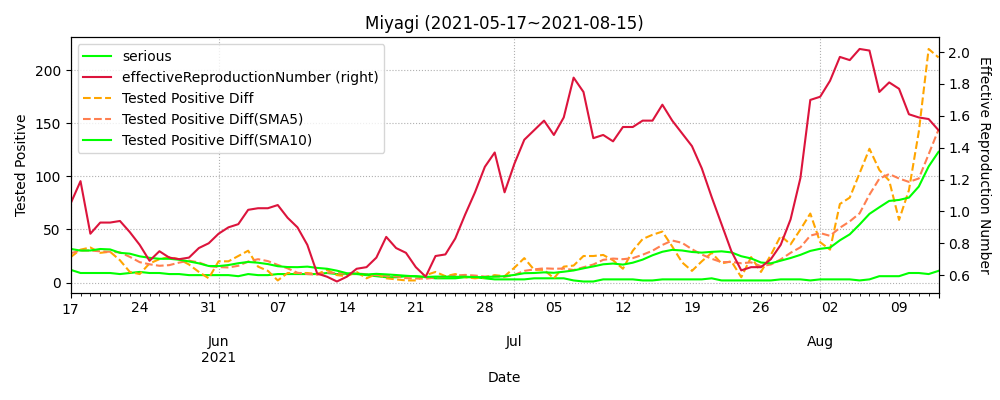 Miyagi (2021-05-17~2021-08-15)
serious
effectiveReproductionNumber (right)
Tested Positive Diff
Tested Positive Diff(SMA5)
Tested Positive Diff(SMA10)
Tested Positive
200
150
100
50
0
2.0
1.8
1.6
1.4
1.2
1.0
0.8
0.6
Effective Reproduction Number
17 24 31 07 14 21 28 05 12 19 26 02 09
Jun Jul Aug
2021
Date